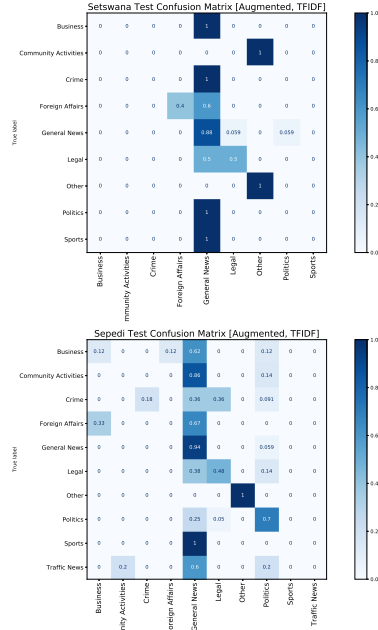 Setswana Test Confusion Matrix [Augmented, TFIDF]
Business 0 0 0 0 1 0 0 0 0
Community Activities 0 0 0 0 0 0 1 0 0
Crime 0 0 0 0 1 0 0 0 0
Foreign Affairs 0 0 0 0.4 0.6 0 0 0 0
General News 0 0 0 0 0.88 0.059 0 0.059 0
Legal 0 0 0 0 0.5 0.5 0 0 0
Other 0 0 0 0 0 0 1 0 0
Politics 0 0 0 0 1 0 0 0 0
Sports 0 0 0 0 1 0 0 0 0
True label
Business mmunity Activities Crime Foreign Affairs General News Legal Other Politics Sports
1.0
0.8
0.6
0.4
0.2
0.0
Sepedi Test Confusion Matrix [Augmented, TFIDF]
Business 0.12 0 0 0.12 0.62 0 0 0.12 0 0
Community Activities 0 0 0 0 0.86 0 0 0.14 0 0
Crime 0 0 0.18 0 0.36 0.36 0 0.091 0 0
Foreign Affairs 0.33 0 0 0 0.67 0 0 0 0 0
General News 0 0 0 0 0.94 0 0 0.059 0 0
Legal 0 0 0 0 0.38 0.48 0 0.14 0 0
Other 0 0 0 0 0 0 1 0 0 0
Politics 0 0 0 0 0.25 0.05 0 0.7 0 0
Sports 0 0 0 0 1 0 0 0 0 0
Traffic News 0 0.2 0 0 0.6 0 0 0.2 0 0
True label
Business nity Activities Crime oreign Affairs General News Legal Other Politics Sports Traffic News
1.0
0.8
0.6
0.4
0.2
0.0